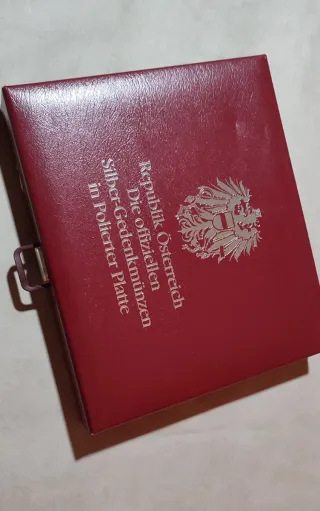 Republik Österreich
Die offiziellen
Silber-Gedenkmünzen
in Polierter Platte